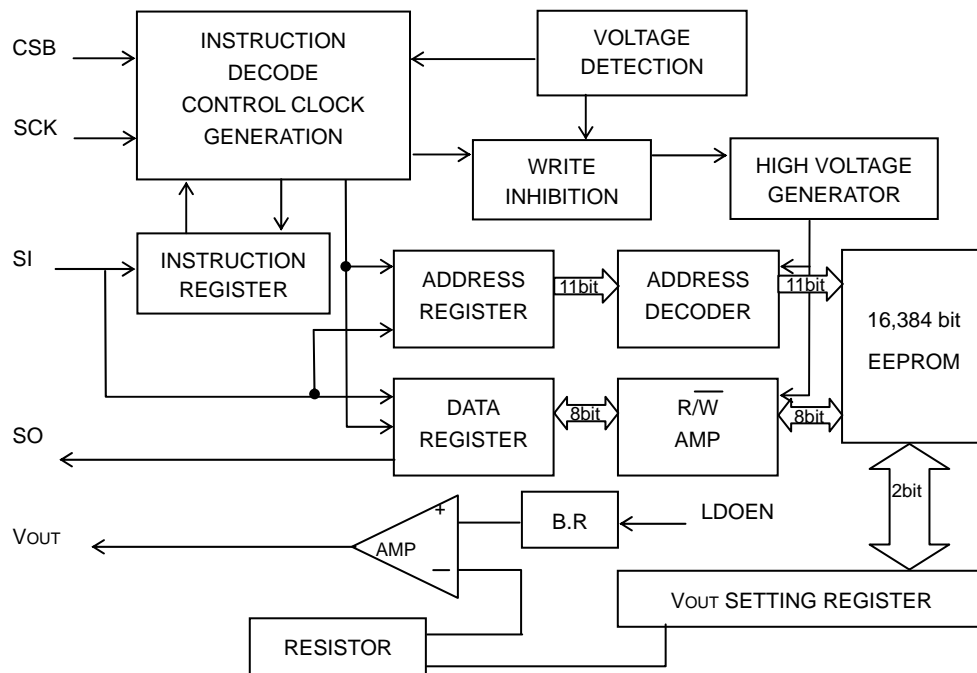 CSB
SCK
INSTRUCTION
DECODE
CONTROL CLOCK
GENERATION
VOLTAGE
DETECTION
WRITE
INHIBITION
HIGH VOLTAGE
GENERATOR
SI
INSTRUCTION
REGISTER
ADDRESS
REGISTER
11bit
ADDRESS
DECODER
11bit
16,384 bit
EEPROM
DATA
REGISTER
8bit
R/W̅
AMP
8bit
SO
2bit
VOUT
AMP
+
−
B.R
LDOEN
VOUT SETTING REGISTER
RESISTOR